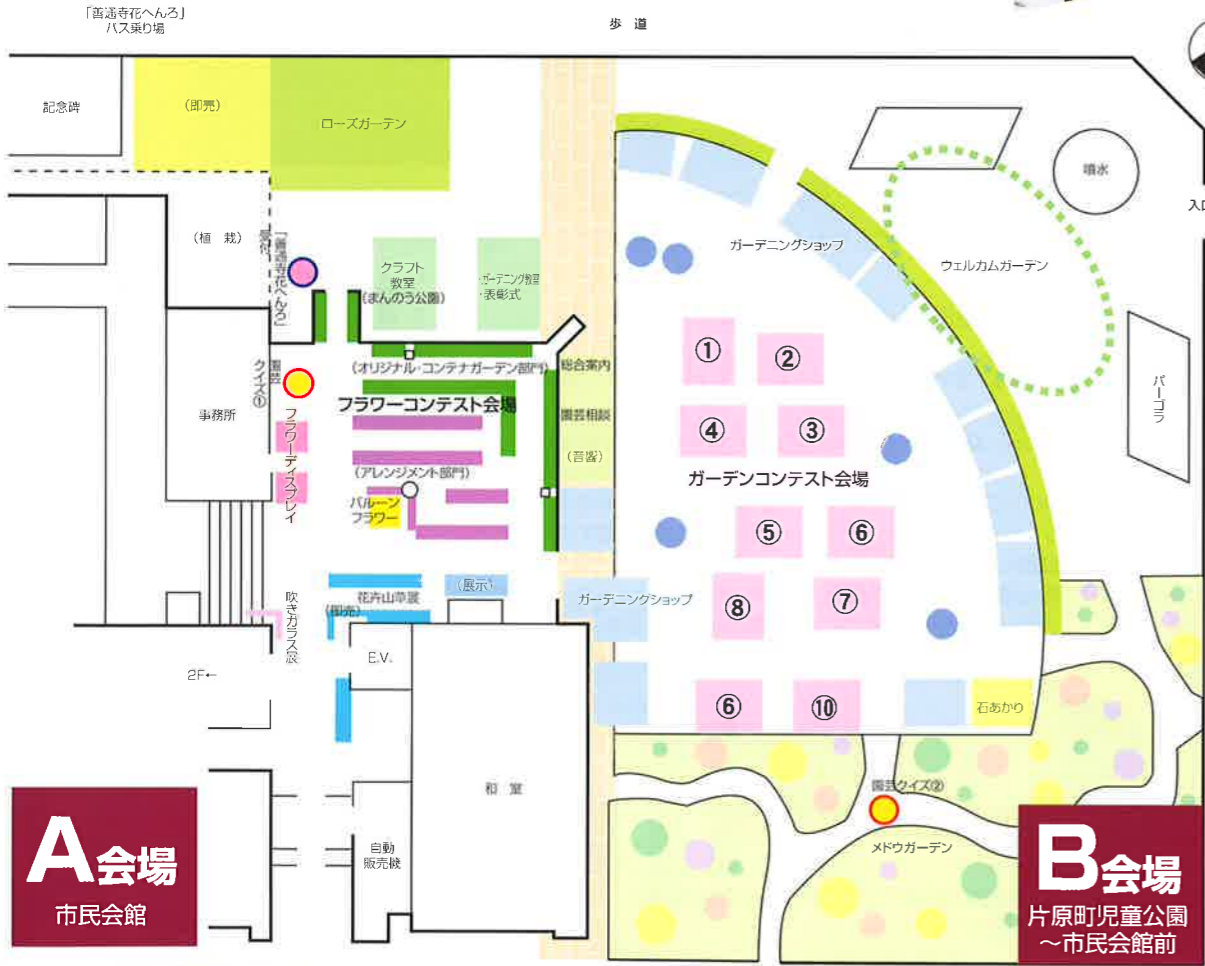 「善通寺花へんろ」
バス乗り場
歩 道
記念碑
(即売)
ローズガーデン
噴水
入口
(植 栽)
「善通寺花へんろ」
受付
クラフト
教室
(まんのう公園)
・ガーデニング教室
・表彰式
ガーデニングショップ
ウェルカムガーデン
パーゴラ
園芸
クイズ①
事務所
フラワーディスプレイ
(オリジナル・コンテナガーデン部門)
フラワーコンテスト会場
(アレンジメント部門)
バルーン
フラワー
総合案内
園芸相談
(音響)
①
②
④
③
ガーデンコンテスト会場
⑤
⑥
⑧
⑦
⑥
⑩
石あかり
(展示)
花卉山草展
(即売)
吹きガラス展
ガーデニングショップ
E.V.
2F←
和 室
自動
販売機
園芸クイズ②
メドウガーデン
A会場
市民会館
B会場
片原町児童公園
～市民会館前